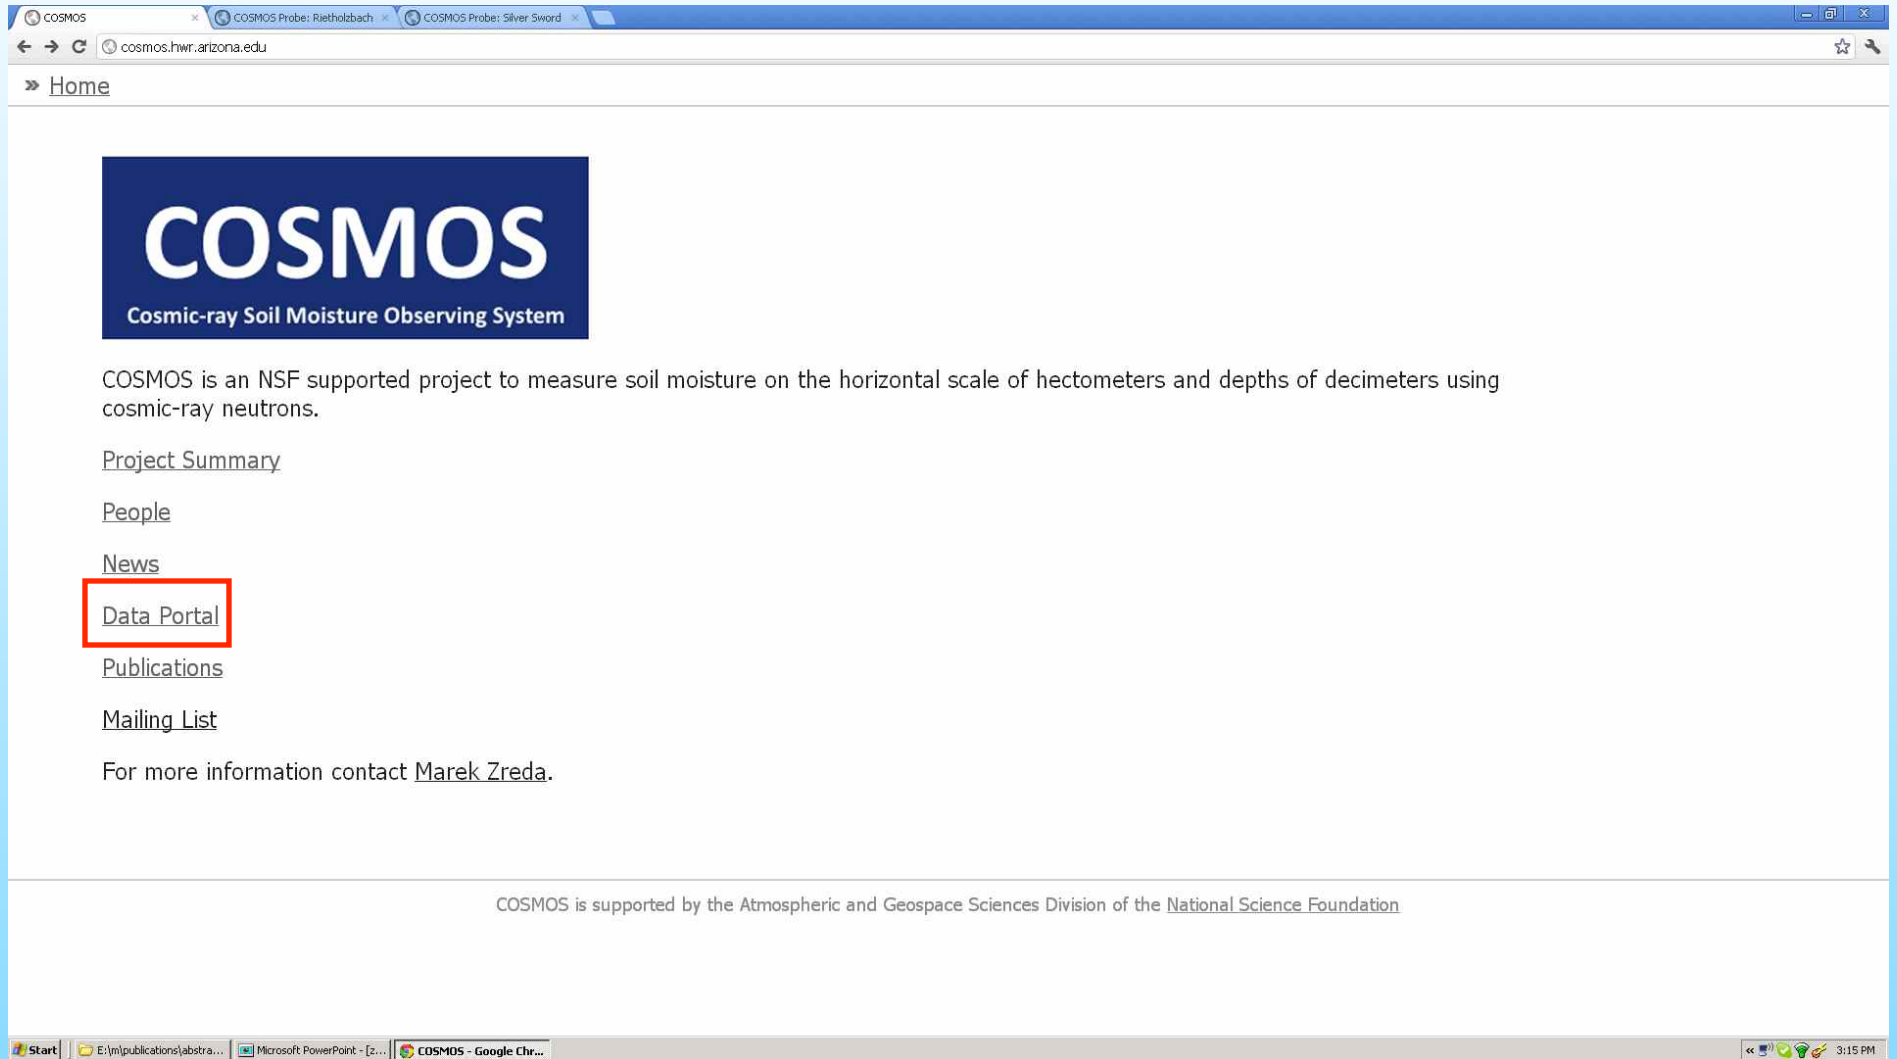 COSMOS
COSMOS Probe: Rietholzbach
COSMOS Probe: Silver Sword
cosmos.hwr.arizona.edu
» Home
COSMOS
Cosmic-ray Soil Moisture Observing System
COSMOS is an NSF supported project to measure soil moisture on the horizontal scale of hectometers and depths of decimeters using
cosmic-ray neutrons.
Project Summary
People
News
Data Portal
Publications
Mailing List
For more information contact Marek Zreda.
COSMOS is supported by the Atmospheric and Geospace Sciences Division of the National Science Foundation
Start
E:\m\publications\abstra...
Microsoft PowerPoint - [z...
COSMOS - Google Chr...
3:15 PM